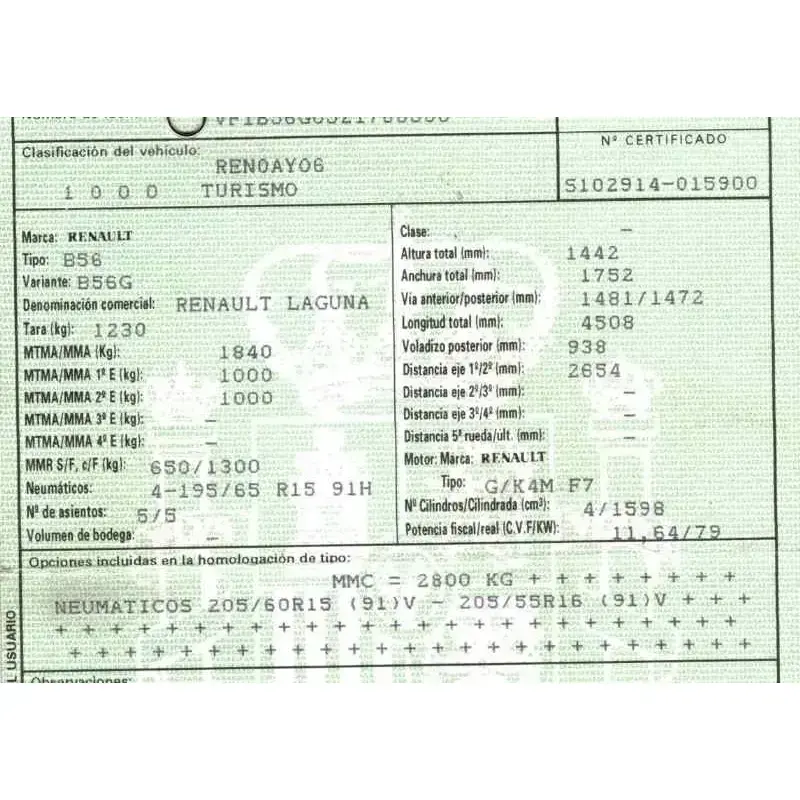 Clasificación del vehículo:
REN0AY06
1000 TURISMO
Nº CERTIFICADO
S102914-015900
Marca: RENAULT
Tipo: B56
Variante: B56G
Denominación comercial: RENAULT LAGUNA
Tara (kg): 1230
MTMA/MMA (Kg): 1840
MTMA/MMA 1º E (kg): 1000
MTMA/MMA 2º E (kg): 1000
MTMA/MMA 3º E (kg): –
MTMA/MMA 4º E (kg): –
MMR S/F, c/F (kg): 650/1300
Neumáticos: 4-195/65 R15 91H
Nº de asientos: 5/5
Volumen de bodega: –
Clase: –
Altura total (mm): 1442
Anchura total (mm): 1752
Via anterior/posterior (mm): 1481/1472
Longitud total (mm): 4508
Voladizo posterior (mm): 938
Distancia eje 1º/2º (mm): 2654
Distancia eje 2º/3º (mm): –
Distancia eje 3º/4º (mm): –
Distancia 5ª rueda/ult. (mm): –
Motor: Marca: RENAULT
Tipo: G/K4M F7
Nº Cilindros/Cilindrada (cm³): 4/1598
Potencia fiscal/real (C.V.F/KW): 11,64/79
Opciones incluidas en la homologación de tipo:
MMC = 2800 KG + + + + + + + +
NEUMATICOS 205/60R15 (91)V – 205/55R16 (91)V + + +
+ + + + + + + + + + + + + + + + + + + + + + + + +
+ + + + + + + + + + + + + + + + + + + + + + + + +
Observaciones:
L USUARIO